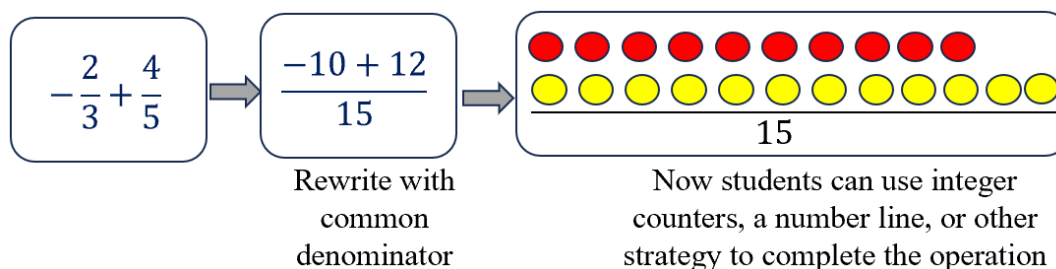 -2/3 + 4/5
(-10 + 12)/15
15
Rewrite with
common
denominator
Now students can use integer
counters, a number line, or other
strategy to complete the operation